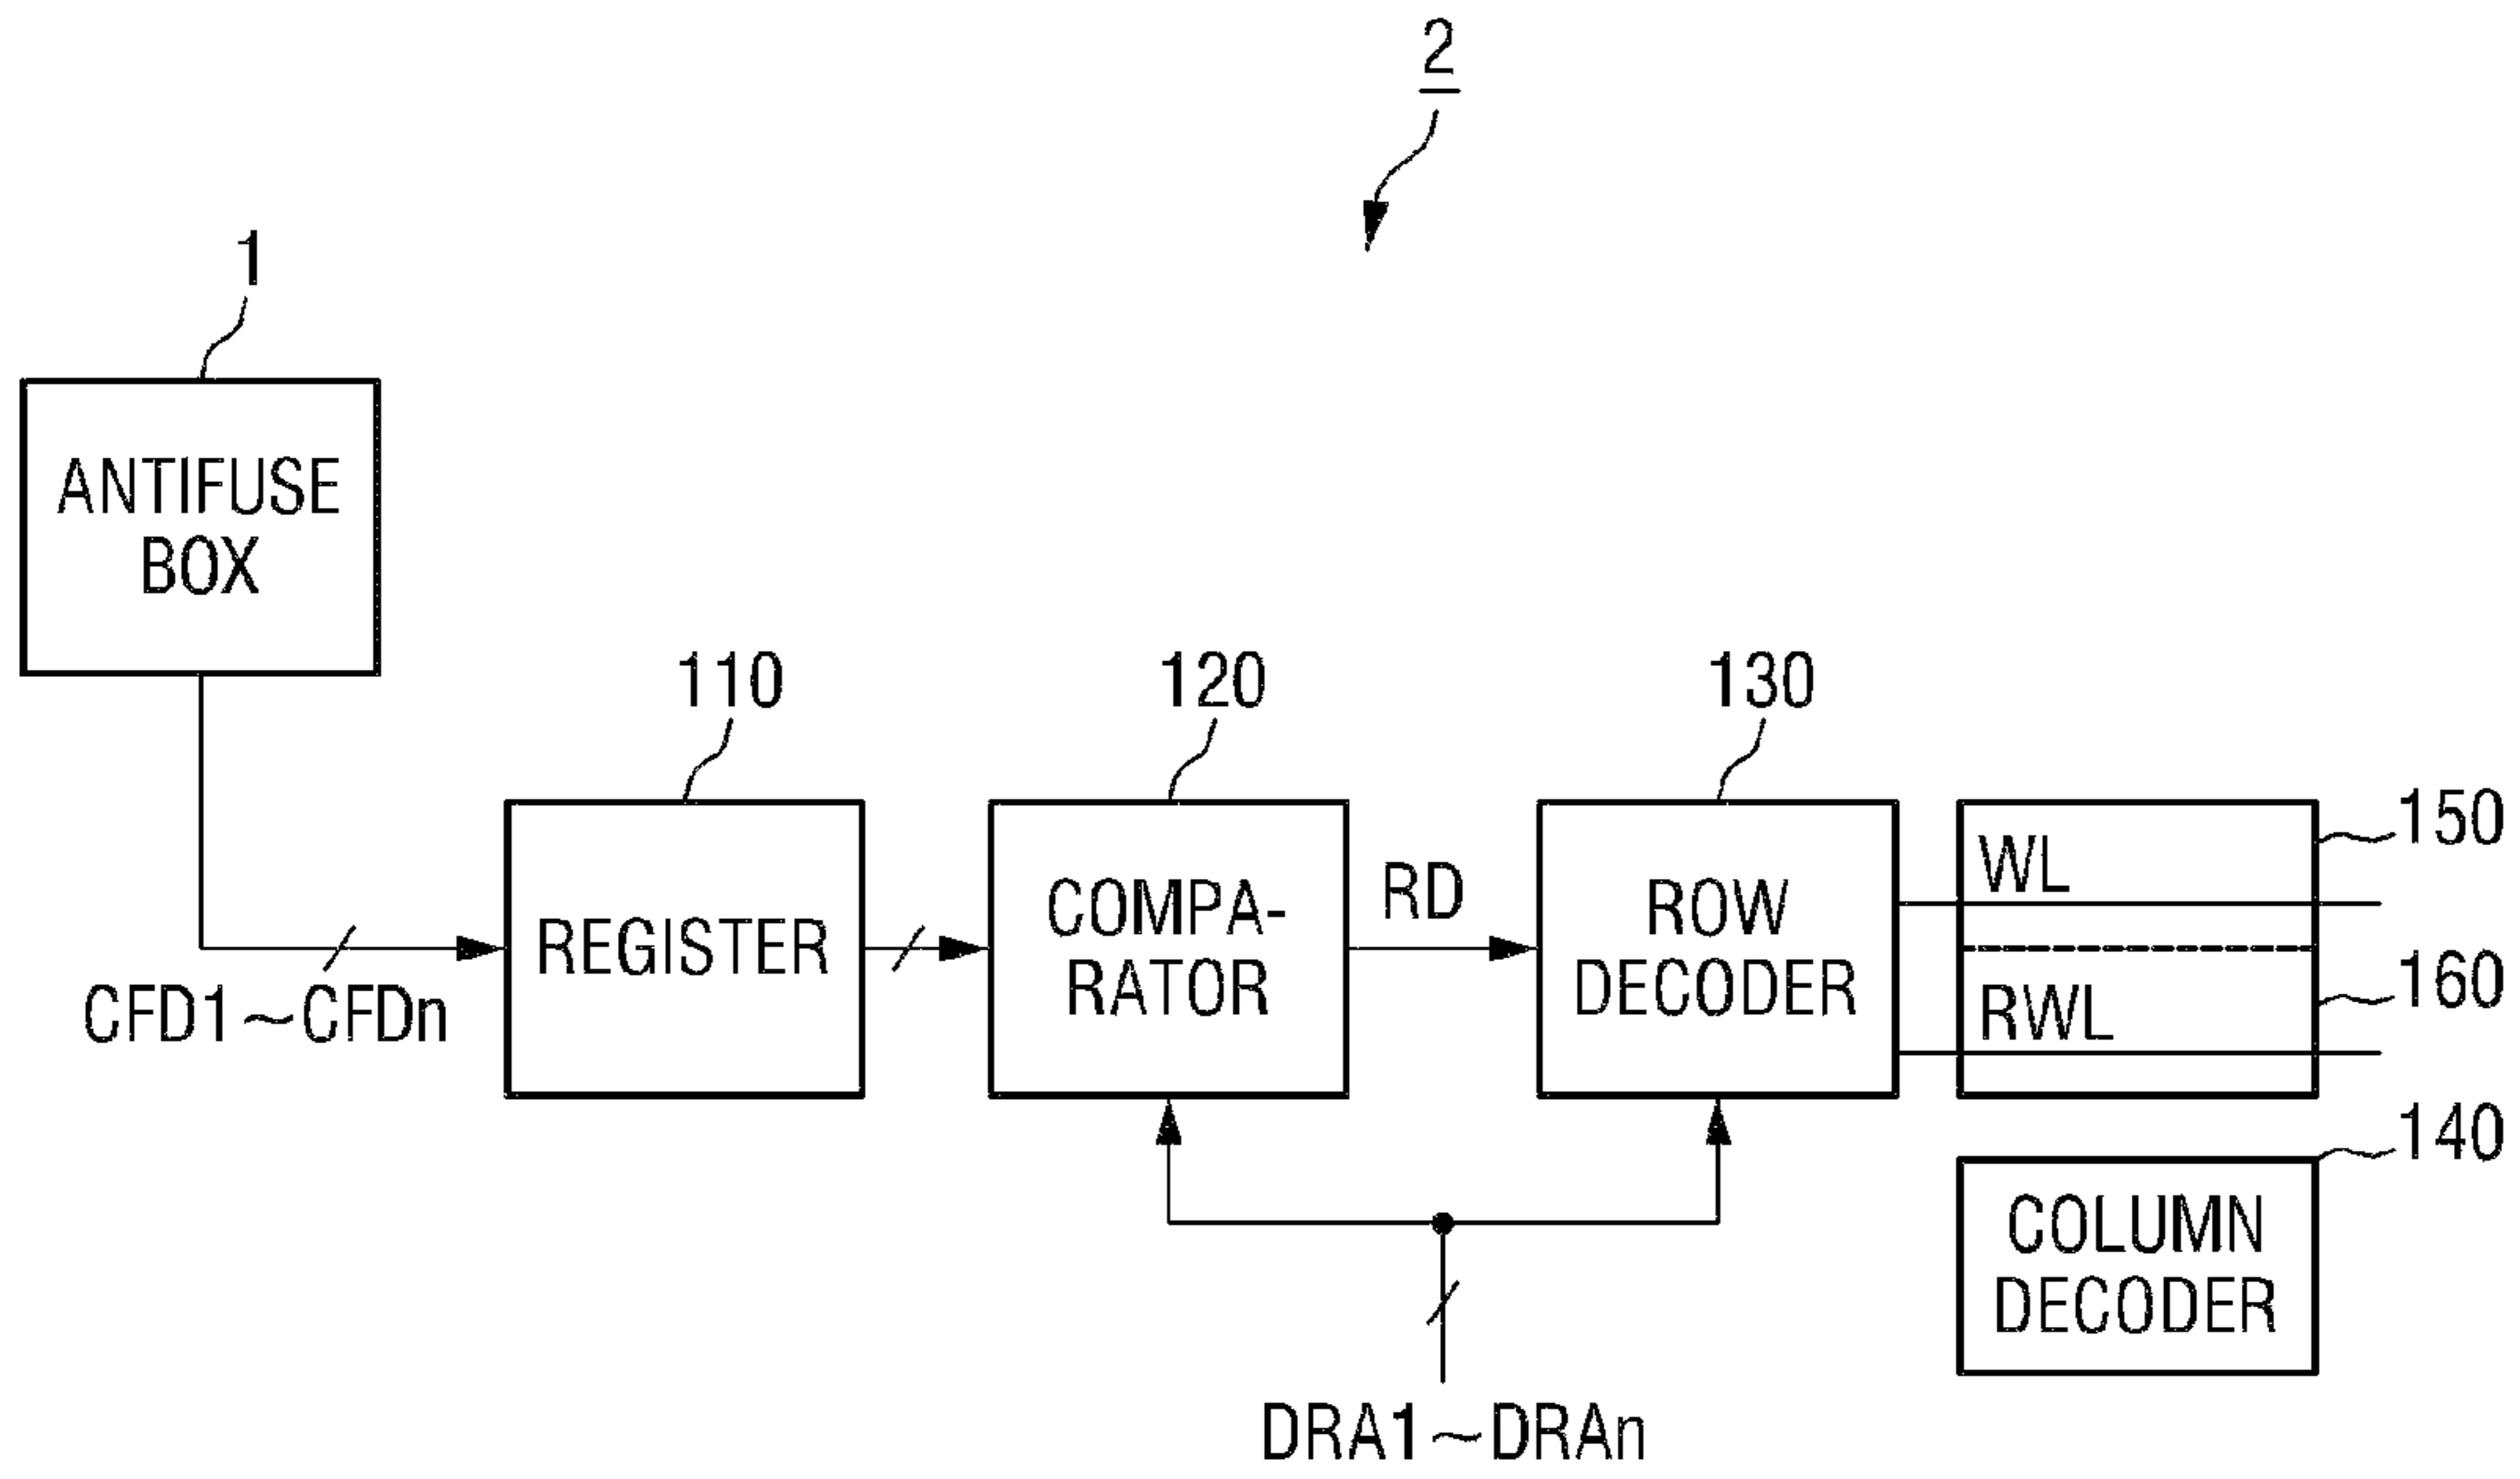 2
1
ANTIFUSE
BOX
110
120
130
150
WL
RD
COMPA-
RATOR
ROW
DECODER
REGISTER
160
RWL
CFD1~CFDn
140
COLUMN
DECODER
DRA1~DRAn